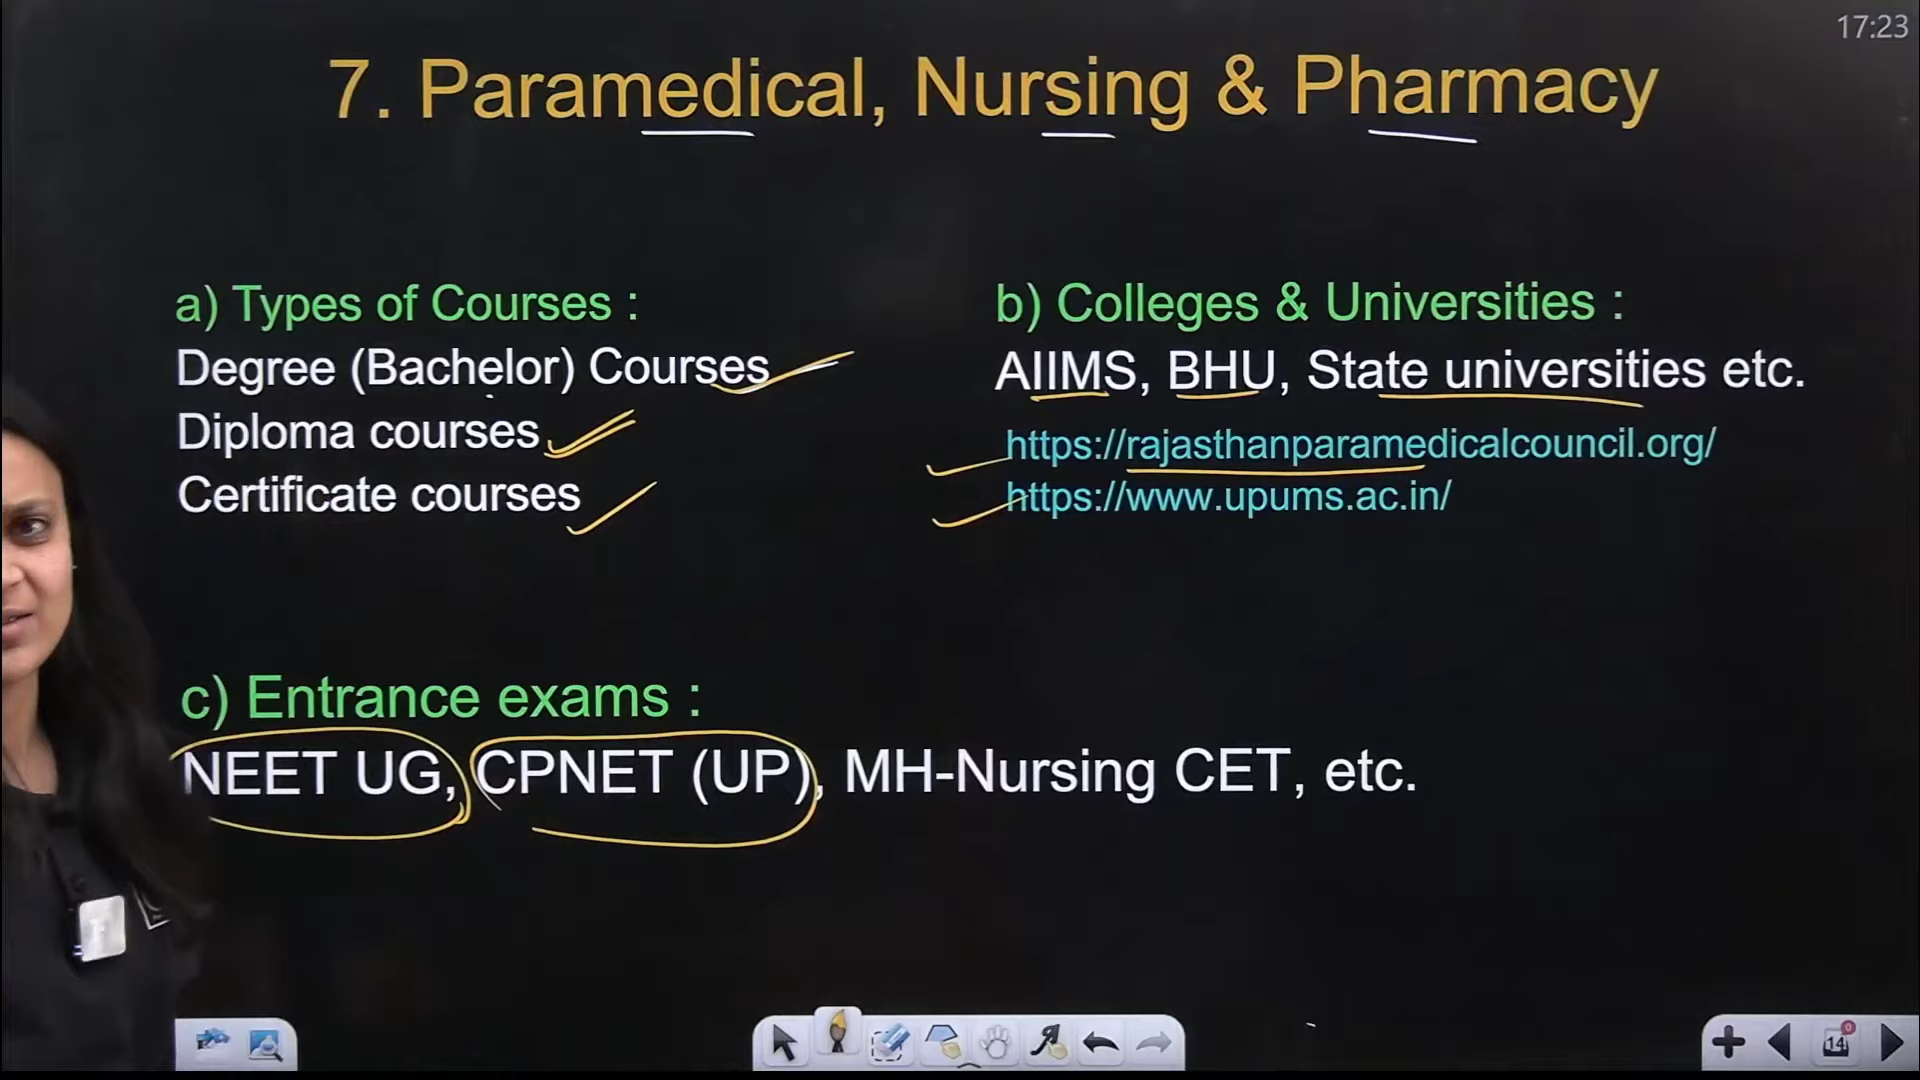 17:23
7. Paramedical, Nursing & Pharmacy
a) Types of Courses :
Degree (Bachelor) Courses
Diploma courses
Certificate courses
b) Colleges & Universities :
AIIMS, BHU, State universities etc.
https://rajasthanparamedicalcouncil.org/
https://www.upums.ac.in/
c) Entrance exams :
NEET UG, CPNET (UP), MH-Nursing CET, etc.
0
14